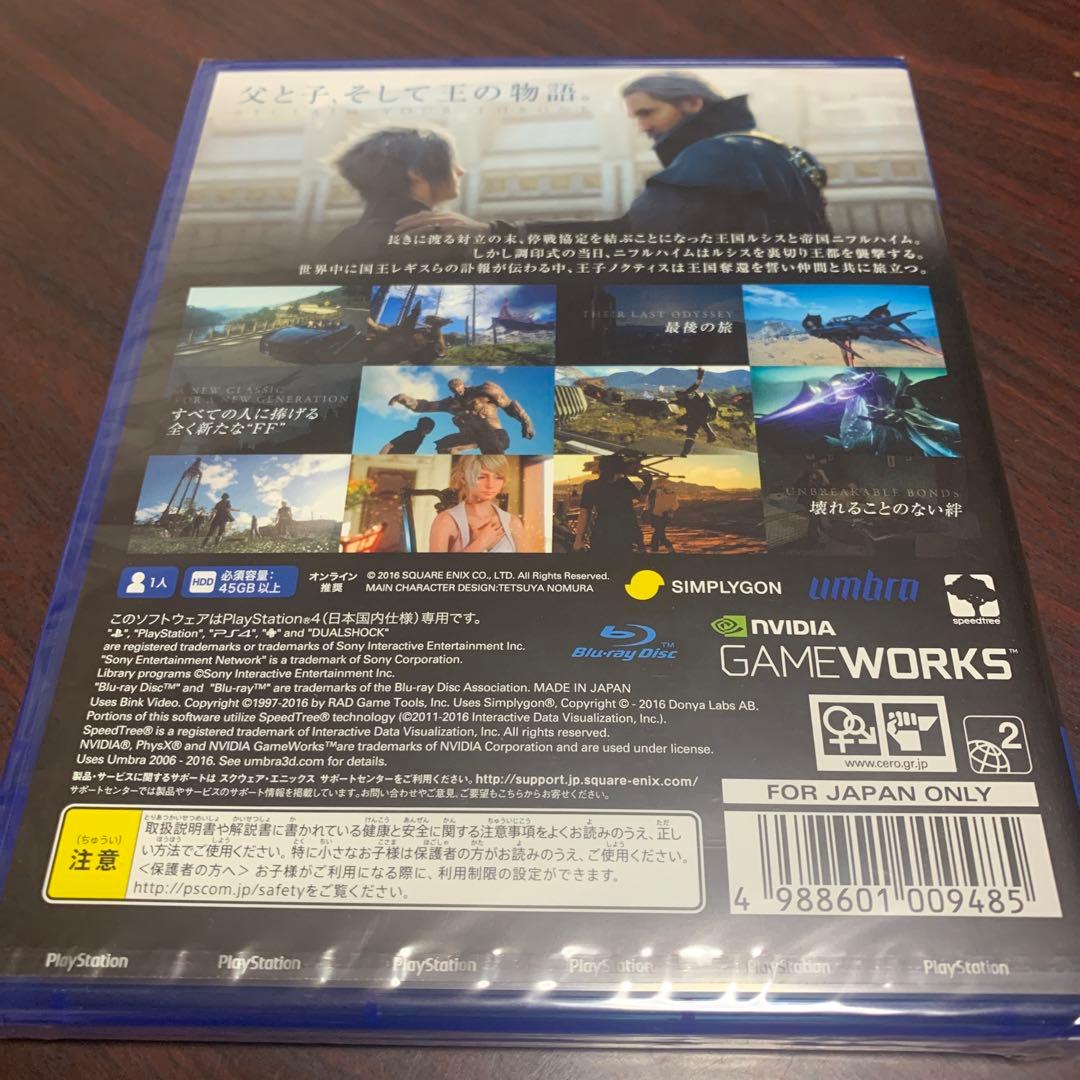 父と子、そして王の物語。
RECLAIM YOUR THRONE
長きに渡る対立の末、停戦協定を結ぶことになった王国ルシスと帝国ニフルハイム。
しかし調印式の当日、ニフルハイムはルシスを裏切り王都を襲撃する。
世界中に国王レギスらの訃報が伝わる中、王子ノクティスは王国奪還を誓い仲間と共に旅立つ。
THEIR LAST ODYSSEY
最後の旅
A NEW CLASSIC
FOR A NEW GENERATION
すべての人に捧げる
全く新たな“FF”
UNBREAKABLE BONDS
壊れることのない絆
1人
HDD 必須容量:
45GB 以上
オンライン
推奨
© 2016 SQUARE ENIX CO., LTD. All Rights Reserved.
MAIN CHARACTER DESIGN:TETSUYA NOMURA
SIMPLYGON
umbra
speedtree®
このソフトウェアはPlayStation®4(日本国内仕様)専用です。
"PlayStation", "PS4", and "DUALSHOCK"
are registered trademarks or trademarks of Sony Interactive Entertainment Inc.
"Sony Entertainment Network" is a trademark of Sony Corporation.
Library programs ©Sony Interactive Entertainment Inc.
"Blu-ray Disc™" and "Blu-ray™" are trademarks of the Blu-ray Disc Association. MADE IN JAPAN
Uses Bink Video. Copyright ©1997-2016 by RAD Game Tools, Inc. Uses Simplygon®, Copyright © - 2016 Donya Labs AB.
Portions of this software utilize SpeedTree® technology (©2011-2016 Interactive Data Visualization, Inc.).
SpeedTree® is a registered trademark of Interactive Data Visualization, Inc. All rights reserved.
NVIDIA®, PhysX® and NVIDIA GameWorks™are trademarks of NVIDIA Corporation and are used under license.
Uses Umbra 2006 - 2016. See umbra3d.com for details.
Blu-ray Disc™
NVIDIA
GAMEWORKS™
www.cero.gr.jp
2
製品・サービスに関するサポートは スクウェア・エニックス サポートセンターをご利用ください。http://support.jp.square-enix.com/
サポートセンターでは製品やサービスのサポート情報を掲載しています。お問い合わせやご意見、ご要望もこちらからお寄せください。
FOR JAPAN ONLY
(ちゅうい)
注意
取扱説明書や解説書に書かれている健康と安全に関する注意事項をよくお読みのうえ、正し
い方法でご使用ください。特に小さなお子様は保護者の方がお読みのうえ、ご使用ください。
<保護者の方へ> お子様がご利用になる際に、利用制限の設定ができます。
http://pscom.jp/safetyをご覧ください。
4 988601 009485
PlayStation PlayStation PlayStation PlayStation PlayStation PlayStation